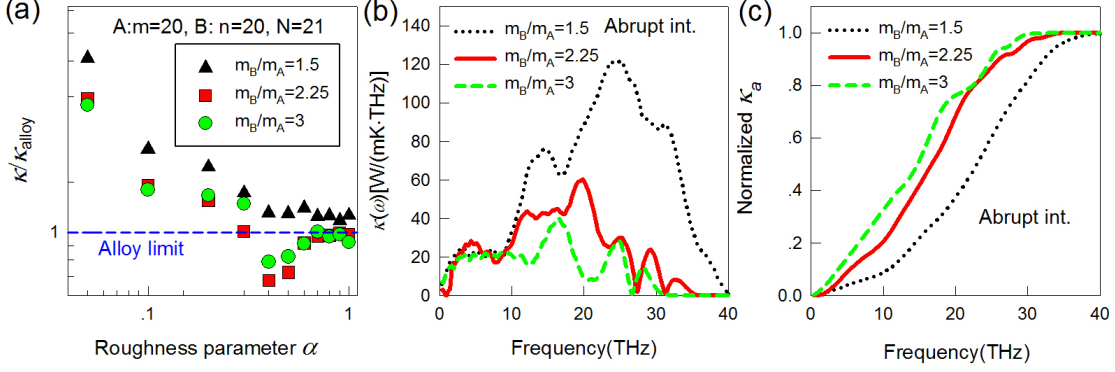 (a)
A:m=20, B: n=20, N=21
m_B/m_A=1.5
m_B/m_A=2.25
m_B/m_A=3
κ/κ_alloy
1
Alloy limit
.1
1
Roughness parameter α
(b)
Abrupt int.
m_B/m_A=1.5
m_B/m_A=2.25
m_B/m_A=3
κ(ω)[W/(mK·THz)]
140
120
100
80
60
40
20
0
0
10
20
30
40
Frequency(THz)
(c)
m_B/m_A=1.5
m_B/m_A=2.25
m_B/m_A=3
Normalized κ_a
1.0
.8
.6
.4
.2
0.0
Abrupt int.
0
10
20
30
40
Frequency(THz)